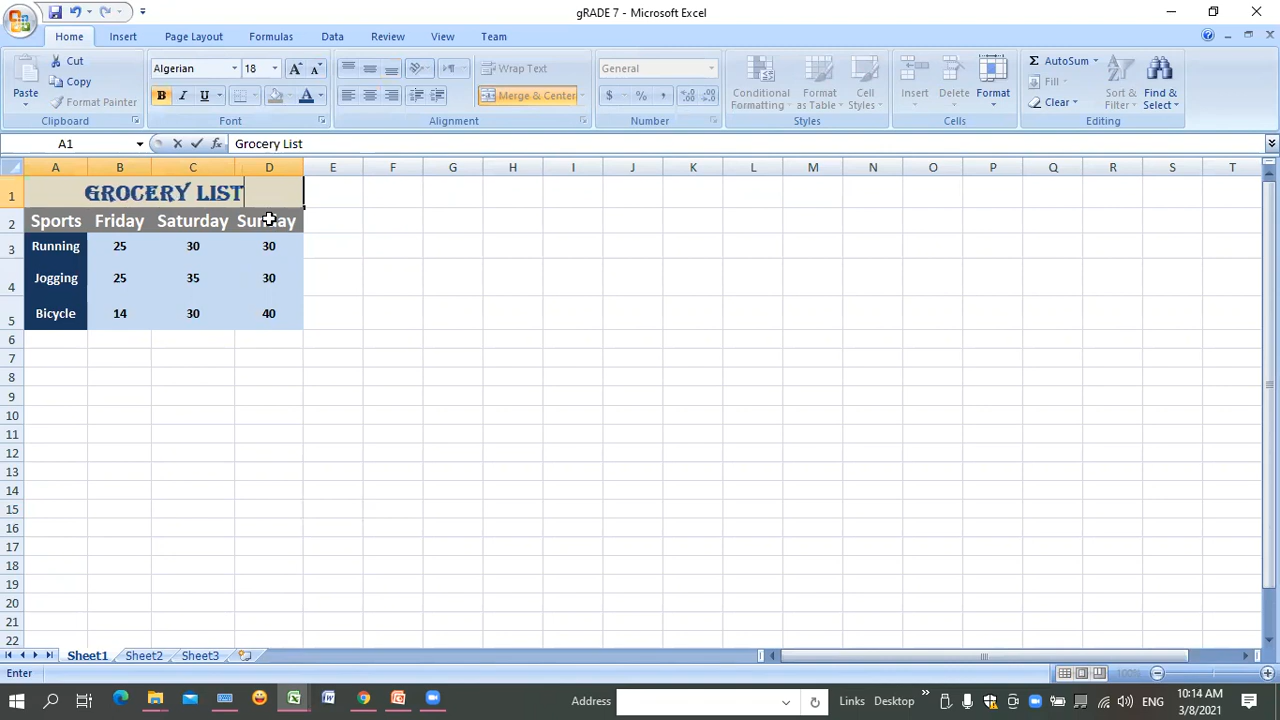 gRADE 7 - Microsoft Excel
Home Insert Page Layout Formulas Data Review View Team
Cut
Copy
Format Painter
Paste
Clipboard
Algerian 18
B I U
Font
Wrap Text
Merge & Center
Alignment
General
$ % ,
Number
Conditional Formatting
Format as Table
Cell Styles
Styles
Insert Delete Format
Cells
AutoSum
Fill
Clear
Sort & Filter
Find & Select
Editing
A1 fx Grocery List
A B C D E F G H I J K L M N O P Q R S T
1 GROCERY LIST
2 Sports Friday Saturday Sunday
3 Running 25 30 30
4 Jogging 25 35 30
5 Bicycle 14 30 40
6
7
8
9
10
11
12
13
14
15
16
17
18
19
20
21
22
Sheet1 Sheet2 Sheet3
Enter 100%
Address Links Desktop ENG 10:14 AM
3/8/2021